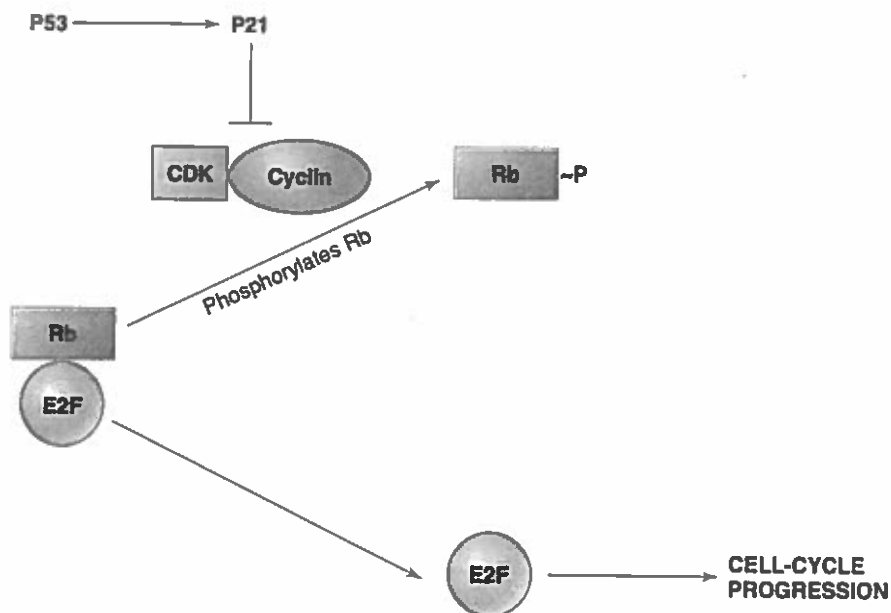 P53
P21
CDK
Cyclin
Rb
~P
Phosphorylates Rb
Rb
E2F
E2F
CELL-CYCLE
PROGRESSION